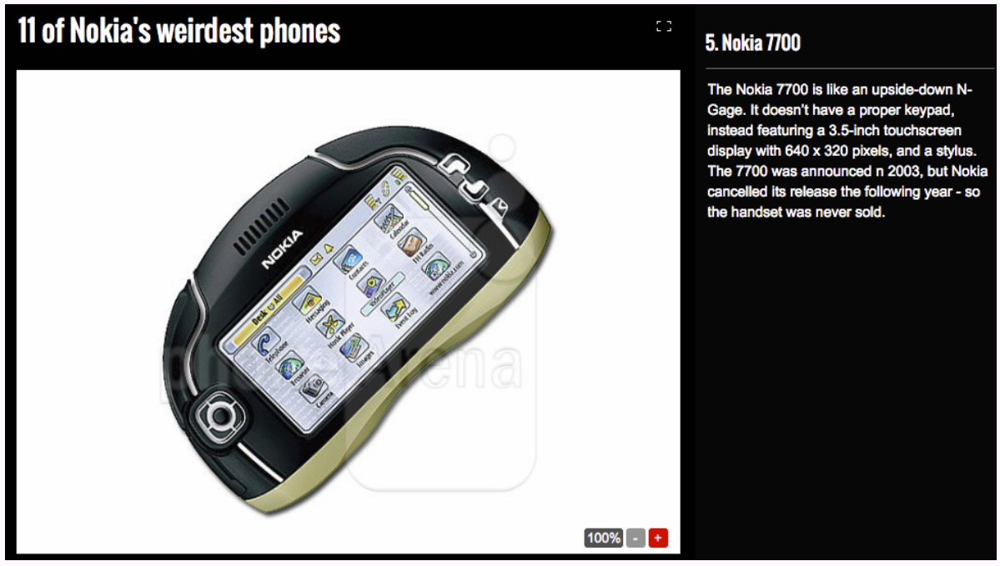 11 of Nokia's weirdest phones
NOKIA
Desk
All
Telephone
Messaging
Contacts
Calendar
Browser
Music Player
VideoPlayer
FM Radio
Camera
Images
Event Log
www.nokia.com
phone Arena
100%
-
+
5. Nokia 7700
The Nokia 7700 is like an upside-down N-
Gage. It doesn't have a proper keypad,
instead featuring a 3.5-inch touchscreen
display with 640 x 320 pixels, and a stylus.
The 7700 was announced n 2003, but Nokia
cancelled its release the following year - so
the handset was never sold.